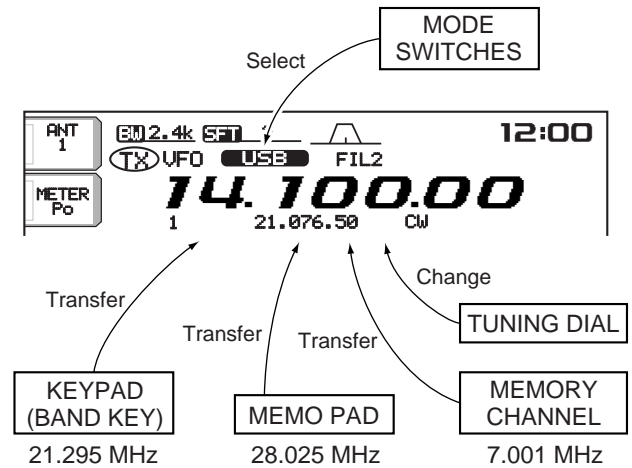 MODE
SWITCHES
Select
ANT
1
BW 2.4k SFT
12:00
TX VFO USB FIL2
METER
Po
14.100.00
1 21.076.50 CW
Transfer
Transfer
Transfer
Change
TUNING DIAL
KEYPAD
(BAND KEY)
MEMO PAD
MEMORY
CHANNEL
21.295 MHz
28.025 MHz
7.001 MHz